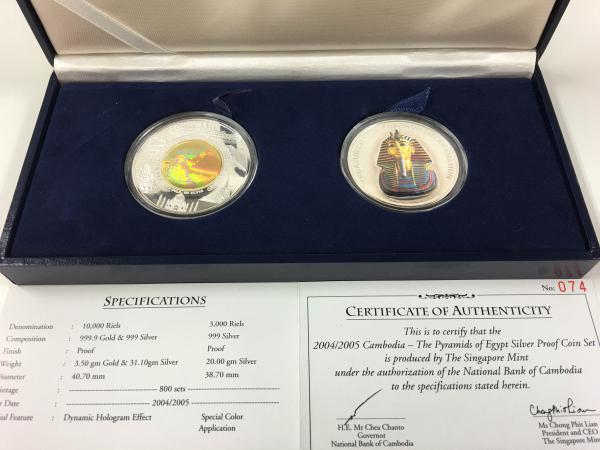 SPECIFICATIONS
Denomination : 10,000 Riels 3,000 Riels
Composition : 999.9 Gold & 999 Silver 999 Silver
Finish : Proof Proof
Weight : 3.50 gm Gold & 31.10gm Silver 20.00 gm Silver
iameter : 40.70 mm 38.70 mm
intage : 800 sets
ar Date : 2004/2005
ial Feature : Dynamic Hologram Effect Special Color
Application
No: 074
CERTIFICATE OF AUTHENTICITY
This is to certify that the
2004/2005 Cambodia – The Pyramids of Egypt Silver Proof Coin Set
is produced by The Singapore Mint
under the authorization of the National Bank of Cambodia
to the specifications stated herein.
H.E. Mr Chea Chanto
Governor
National Bank of Cambodia
Ms Chong Phit Lian
President and CEO
The Singapore Mint